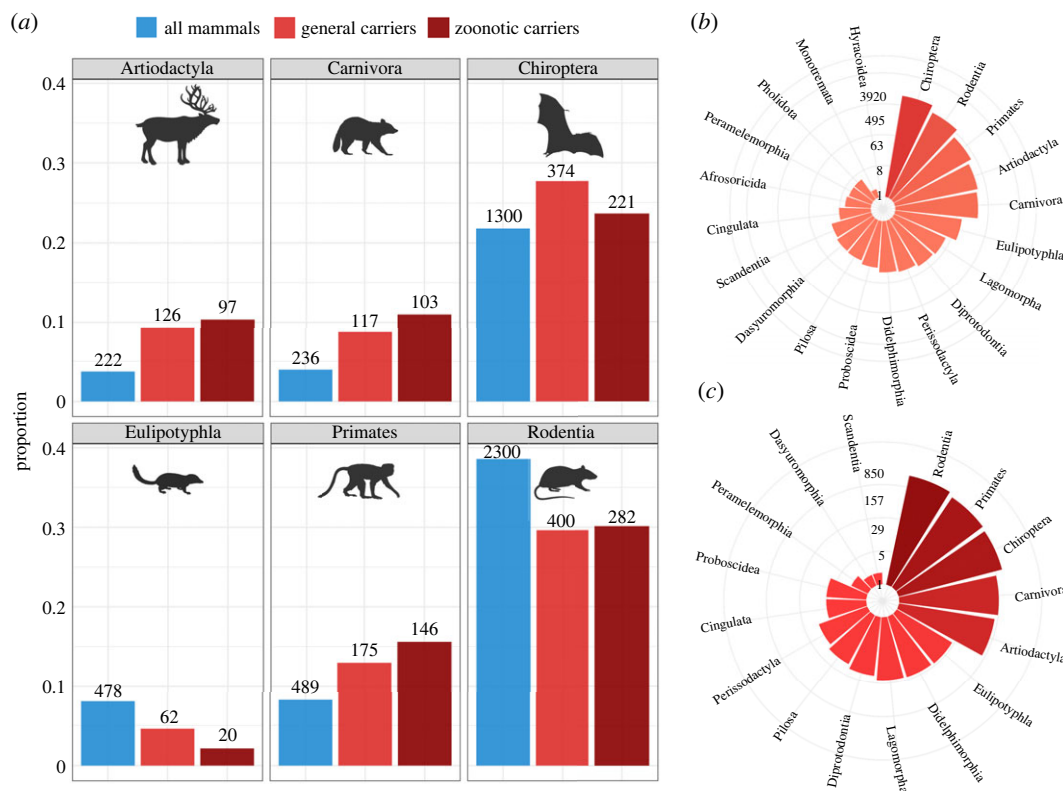 (a)
all mammals general carriers zoonotic carriers
proportion
Artiodactyla Carnivora Chiroptera
0.4
0.3
0.2
0.1
0
222 126 97
236 117 103
1300 374 221
Eulipotyphla Primates Rodentia
0.4
0.3
0.2
0.1
0
478 62 20
489 175 146
2300 400 282
(b)
Chiroptera
Rodentia
Primates
Artiodactyla
Carnivora
Eulipotyphla
Lagomorpha
Diprotodontia
Perissodactyla
Didelphimorphia
Proboscidea
Pilosa
Dasyuromorphia
Scandentia
Cingulata
Afrosoricida
Peramelemorphia
Pholidota
Monotremata
Hyracoidea
3920
495
63
8
1
(c)
Rodentia
Primates
Chiroptera
Carnivora
Artiodactyla
Eulipotyphla
Didelphimorphia
Lagomorpha
Diprotodontia
Pilosa
Perissodactyla
Cingulata
Proboscidea
Peramelemorphia
Dasyuromorphia
Scandentia
850
157
29
5
1